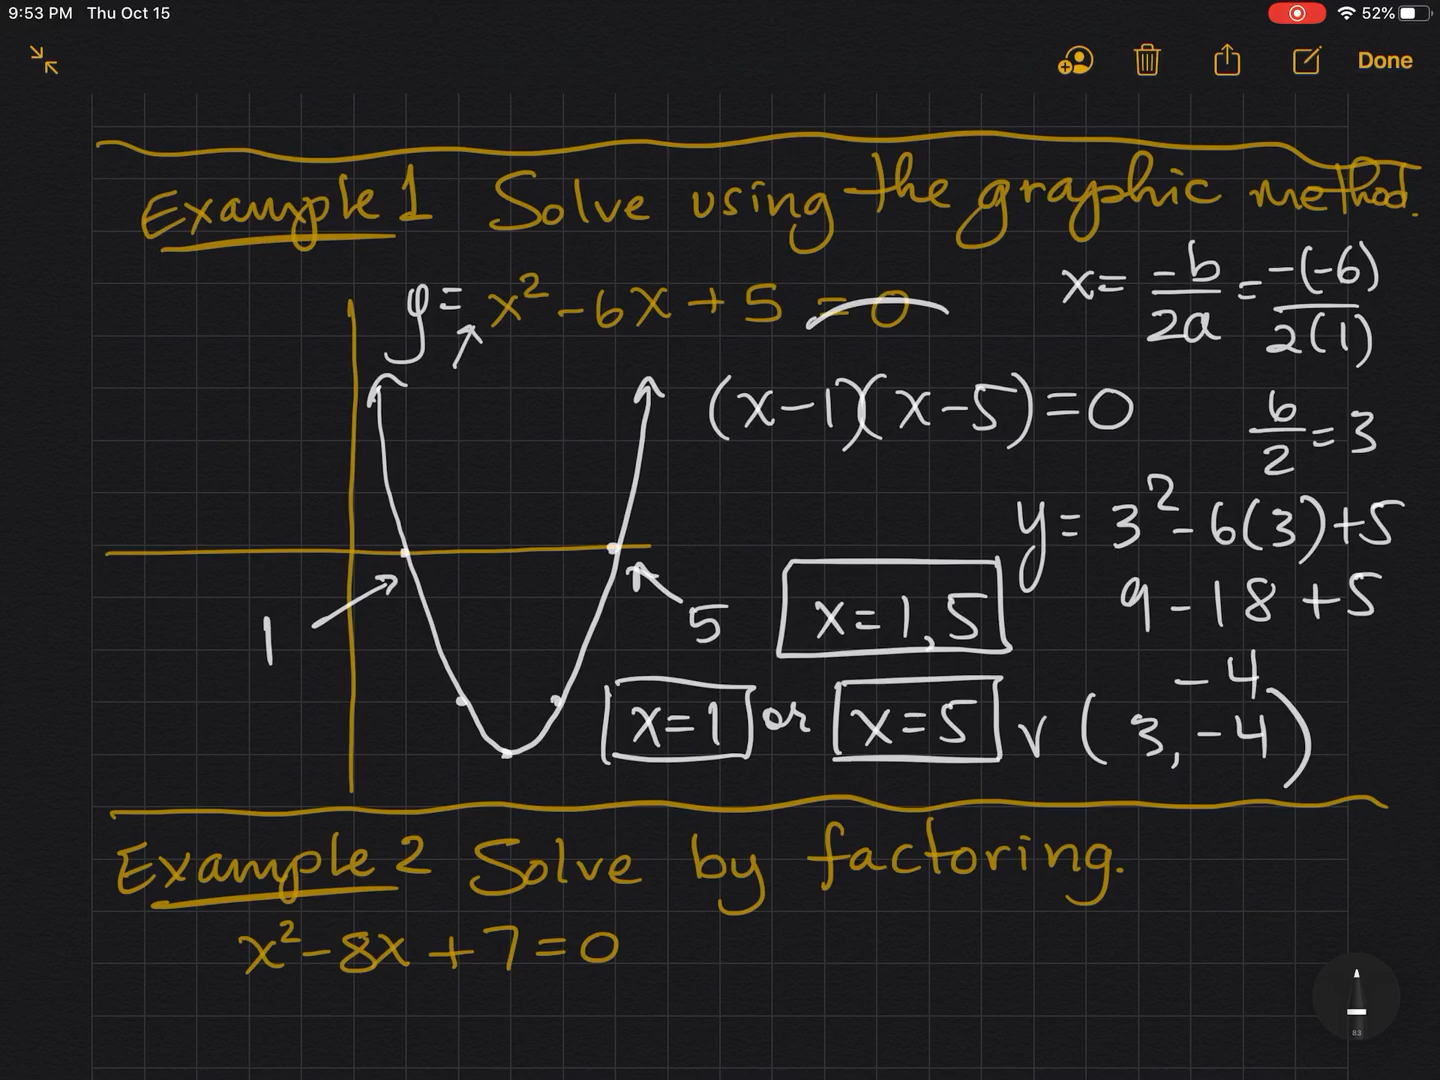 9:53 PM Thu Oct 15
52%
Done
Example 1 Solve using the graphic method.
y= x² - 6x + 5 = 0
x = -b/2a = -(-6)/2(1)
(x-1)(x-5)=0
6/2 = 3
y = 3² - 6(3) + 5
9 - 18 + 5
- 4
1
5
x = 1, 5
x=1 or x=5
V (3, -4)
Example 2 Solve by factoring.
x² - 8x + 7 = 0
83